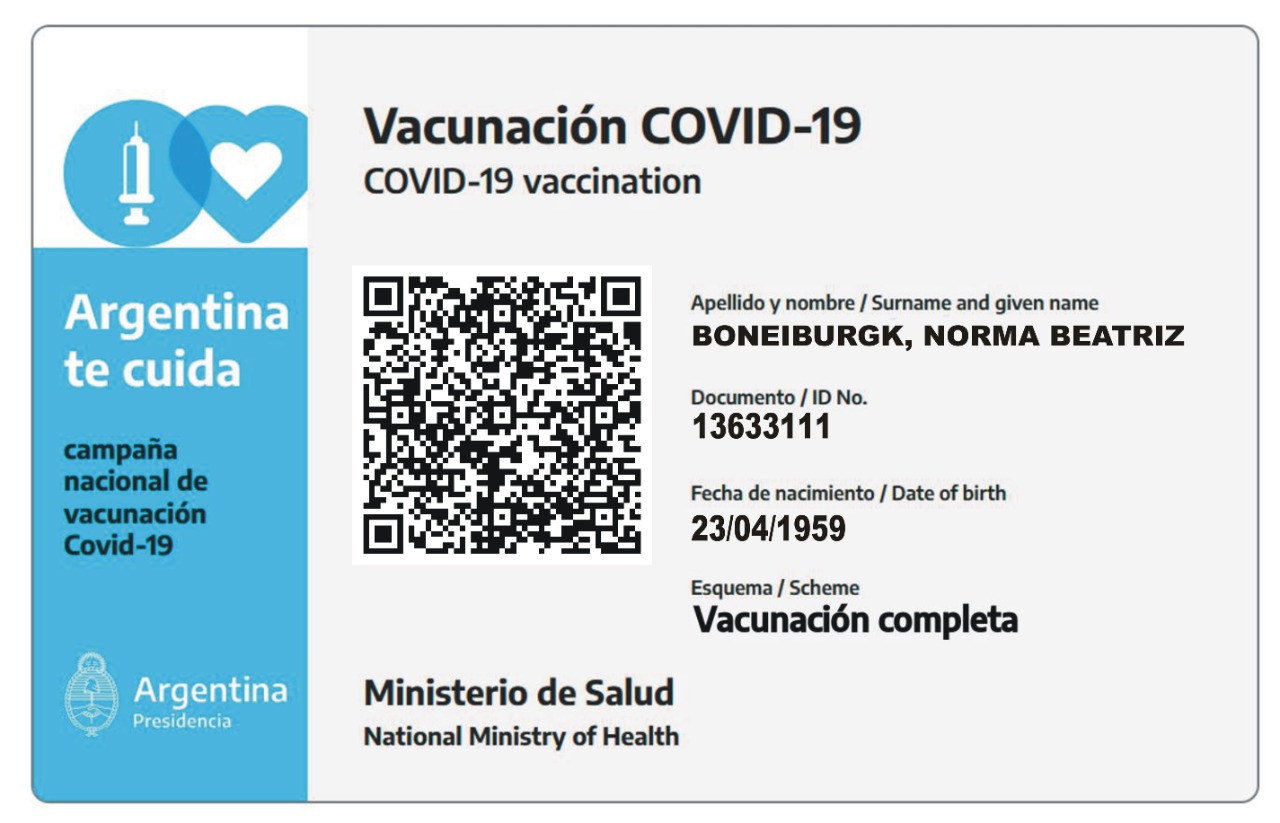 Vacunación COVID-19
COVID-19 vaccination
Argentina
te cuida
campaña
nacional de
vacunación
Covid-19
Argentina
Presidencia
Apellido y nombre / Surname and given name
BONEIBURGK, NORMA BEATRIZ
Documento / ID No.
13633111
Fecha de nacimiento / Date of birth
23/04/1959
Esquema / Scheme
Vacunación completa
Ministerio de Salud
National Ministry of Health